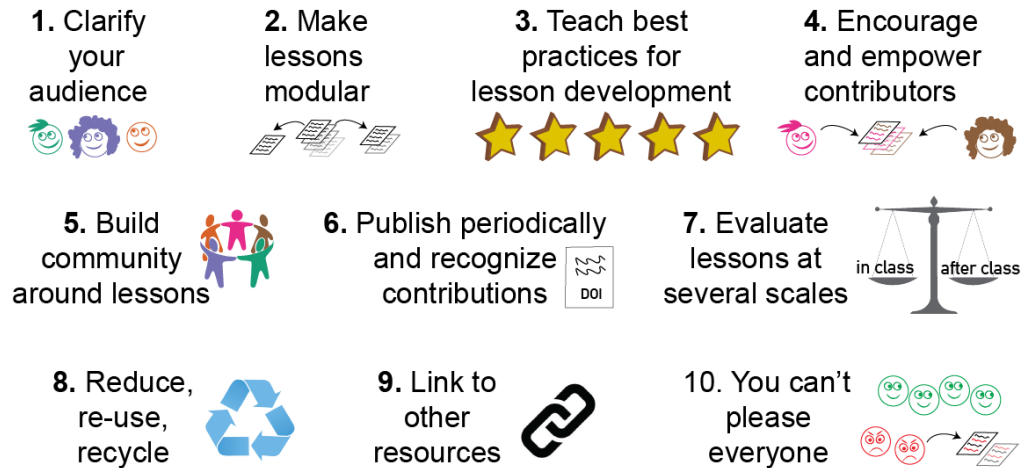 1. Clarify
your
audience
2. Make
lessons
modular
3. Teach best
practices for
lesson development
4. Encourage
and empower
contributors
5. Build
community
around lessons
6. Publish periodically
and recognize
contributions
DOI
7. Evaluate
lessons at
several scales
in class
after class
8. Reduce,
re-use,
recycle
9. Link to
other
resources
10. You can't
please
everyone